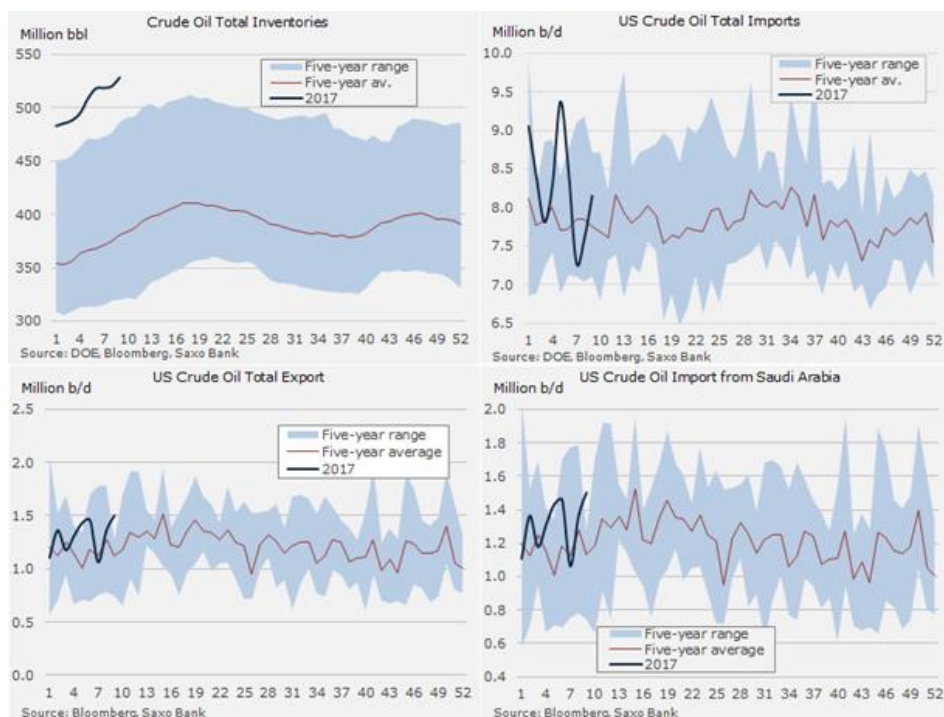 Crude Oil Total Inventories
Million bbl
550
500
450
400
350
300
Five-year range
Five-year av.
2017
1 4 7 10 13 16 19 22 25 28 31 34 37 40 43 46 49 52
Source: DOE, Bloomberg, Saxo Bank
US Crude Oil Total Imports
Million b/d
10.0
9.5
9.0
8.5
8.0
7.5
7.0
6.5
Five-year range
Five-year av.
2017
1 4 7 10 13 16 19 22 25 28 31 34 37 40 43 46 49 52
Source: DOE, Bloomberg, Saxo Bank
US Crude Oil Total Export
Million b/d
2.5
2.0
1.5
1.0
0.5
0.0
Five-year range
Five-year average
2017
1 4 7 10 13 16 19 22 25 28 31 34 37 40 43 46 49 52
Source: Bloomberg, Saxo Bank
US Crude Oil Import from Saudi Arabia
Million b/d
2.0
1.8
1.6
1.4
1.2
1.0
0.8
0.6
0.4
Five-year range
Five-year average
2017
1 4 7 10 13 16 19 22 25 28 31 34 37 40 43 46 49 52
Source: Bloomberg, Saxo Bank